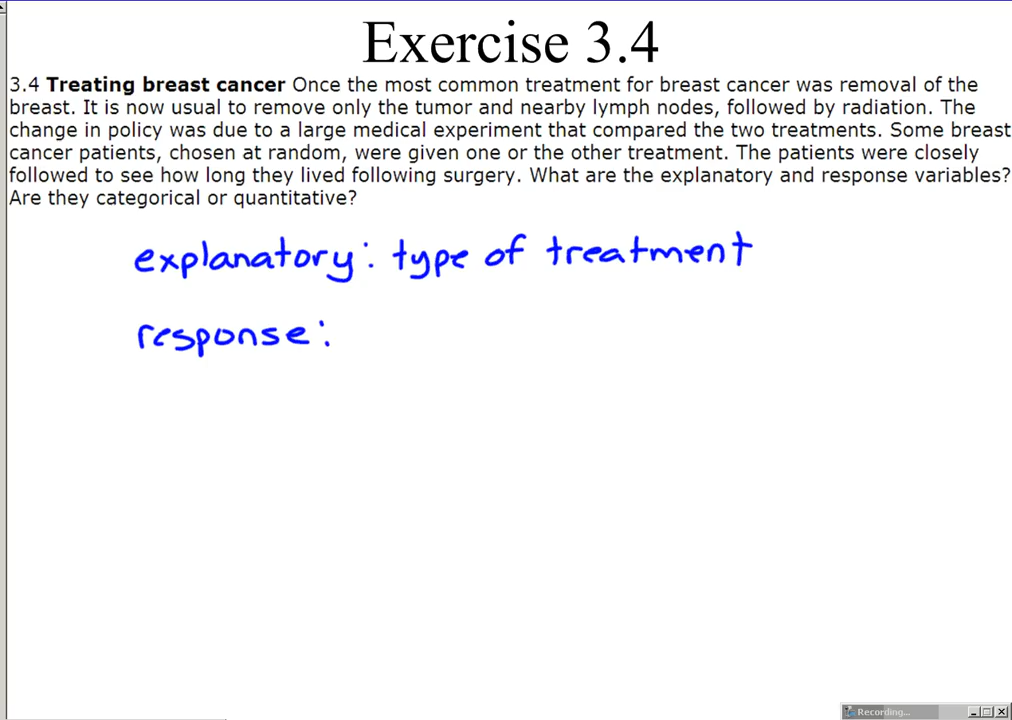 Exercise 3.4
3.4 Treating breast cancer Once the most common treatment for breast cancer was removal of the
breast. It is now usual to remove only the tumor and nearby lymph nodes, followed by radiation. The
change in policy was due to a large medical experiment that compared the two treatments. Some breast
cancer patients, chosen at random, were given one or the other treatment. The patients were closely
followed to see how long they lived following surgery. What are the explanatory and response variables?
Are they categorical or quantitative?
explanatory: type of treatment
response:
Recording...